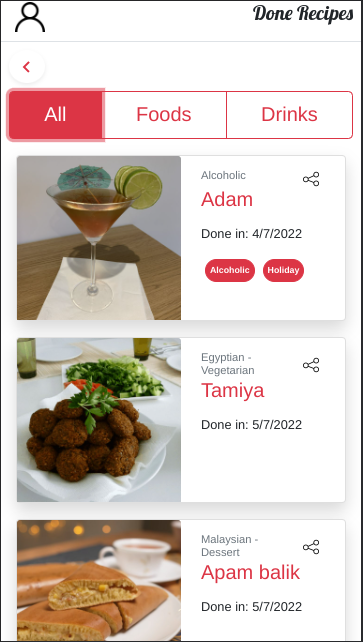 Done Recipes
All
Foods
Drinks
Alcoholic
Adam
Done in: 4/7/2022
Alcoholic
Holiday
Egyptian -
Vegetarian
Tamiya
Done in: 5/7/2022
Malaysian -
Dessert
Apam balik
Done in: 5/7/2022